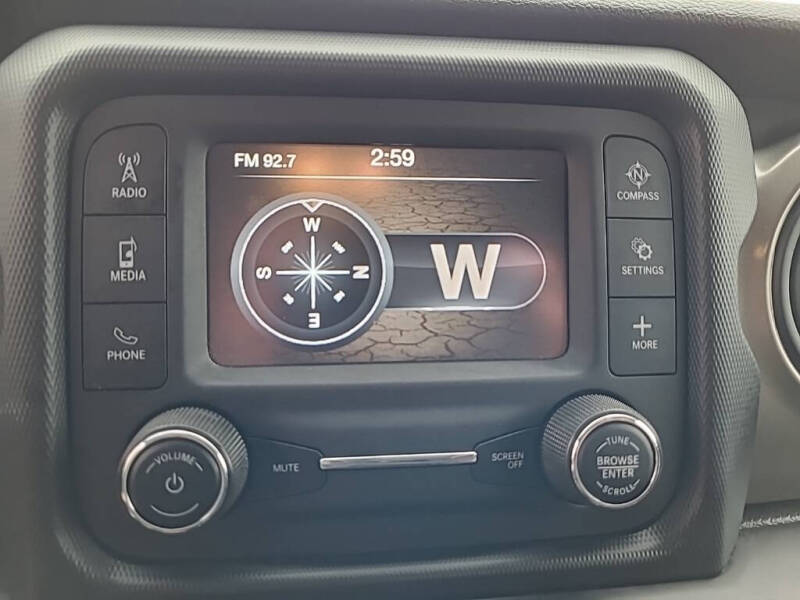 FM 92.7
2:59
RADIO
MEDIA
PHONE
W
S
N
E
W
N
COMPASS
SETTINGS
MORE
VOLUME
MUTE
SCREEN
OFF
TUNE
BROWSE
ENTER
SCROLL